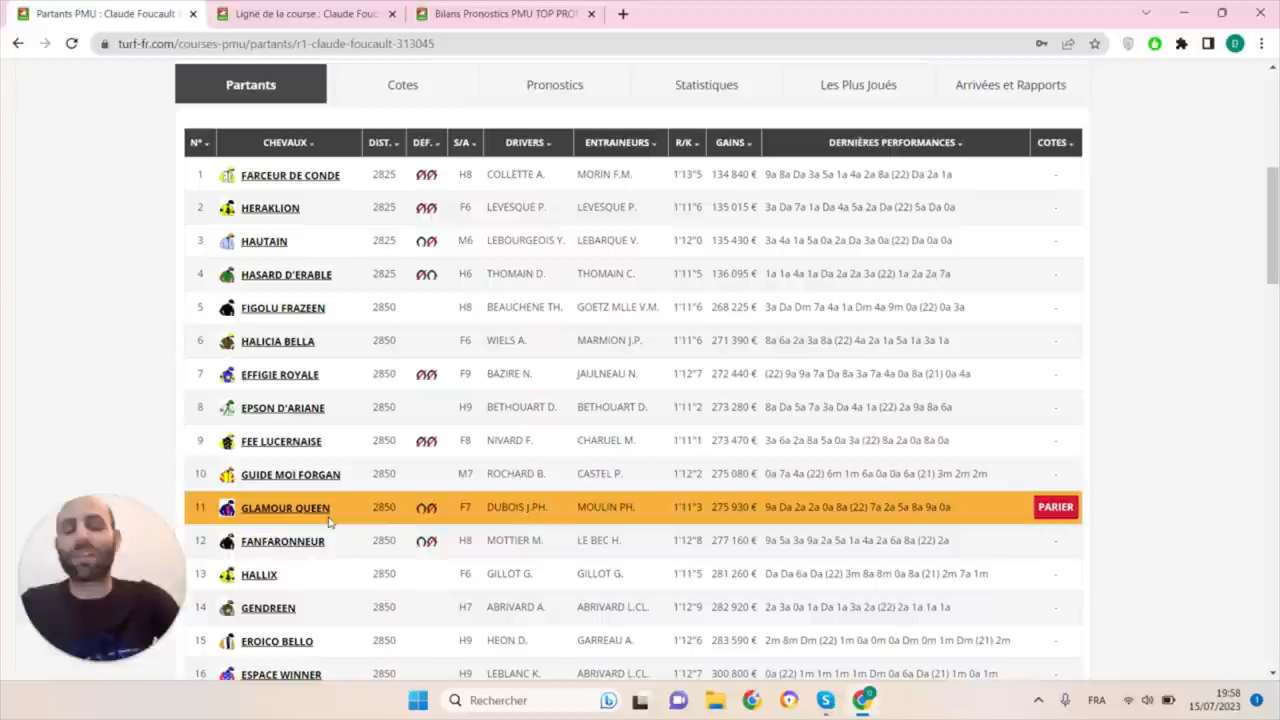 Partants PMU : Claude Foucault
Ligne de la course : Claude Fouc
Bilans Pronostics PMU TOP PRO
turf-fr.com/courses-pmu/partants/r1-claude-foucault-313045
D
Partants Cotes Pronostics Statistiques Les Plus Joués Arrivées et Rapports
N° CHEVAUX DIST. DEF. S/A DRIVERS ENTRAINEURS R/K GAINS DERNIÈRES PERFORMANCES COTES
1 FARCEUR DE CONDE 2825 H8 COLLETTE A. MORIN F.M. 1'13"5 134 840 € 9a 8a Da 3a 5a 1a 4a 2a 8a (22) Da 2a 1a -
2 HERAKLION 2825 F6 LEVESQUE P. LEVESQUE P. 1'11"6 135 015 € 3a Da 7a 1a Da 4a 5a 2a Da (22) 5a Da 0a -
3 HAUTAIN 2825 M6 LEBOURGEOIS Y. LEBARQUE V. 1'12"0 135 430 € 3a 4a 1a 5a 0a 2a Da 3a 0a (22) Da 0a 0a -
4 HASARD D'ERABLE 2825 H6 THOMAIN D. THOMAIN C. 1'11"5 136 095 € 1a 1a 4a 1a Da 2a 2a 3a (22) 1a 2a 2a 7a -
5 FIGOLU FRAZEEN 2850 H8 BEAUCHENE TH. GOETZ MLLE V.M. 1'11"6 268 225 € 3a Da Dm 7a 4a 1a Dm 4a 9m 0a (22) 0a 3a -
6 HALICIA BELLA 2850 F6 WIELS A. MARMION J.P. 1'11"6 271 390 € 8a 6a 2a 3a 8a (22) 4a 2a 1a 5a 1a 3a 1a -
7 EFFIGIE ROYALE 2850 F9 BAZIRE N. JAULNEAU N. 1'12"7 272 440 € (22) 9a 9a 7a Da 8a 3a 7a 4a 0a 8a (21) 0a 4a -
8 EPSON D'ARIANE 2850 H9 BETHOUART D. BETHOUART D. 1'11"2 273 280 € 8a Da 5a 7a 3a Da 4a 1a (22) 2a 9a 8a 6a -
9 FEE LUCERNAISE 2850 F8 NIVARD F. CHARUEL M. 1'11"1 273 470 € 3a 6a 2a 8a 5a 0a 3a (22) 8a 2a 0a 8a 0a -
10 GUIDE MOI FORGAN 2850 M7 ROCHARD B. CASTEL P. 1'12"2 275 080 € 0a 7a 4a (22) 6m 1m 6a 0a 0a 6a (21) 3m 2m 2m -
11 GLAMOUR QUEEN 2850 F7 DUBOIS J.PH. MOULIN PH. 1'11"3 275 930 € 9a Da 2a 2a 0a 8a (22) 7a 2a 5a 8a 9a 0a PARIER
12 FANFARONNEUR 2850 H8 MOTTIER M. LE BEC H. 1'12"8 277 160 € 9a 5a 3a 9a 2a 5a 1a 4a 2a 6a 8a (22) 2a -
13 HALLIX 2850 F6 GILLOT G. GILLOT G. 1'11"5 281 260 € Da Da 6a Da (22) 3m 8a 8m 0a 8a (21) 2m 7a 1m -
14 GENDREEN 2850 H7 ABRIVARD A. ABRIVARD L.CL. 1'12"9 282 920 € 2a 3a 0a 1a Da 1a 3a 2a (22) 2a 1a 1a 1a -
15 EROICO BELLO 2850 H9 HEON D. GARREAU A. 1'12"6 283 590 € 2m 8m Dm (22) 1m 0a 0m 0a Dm 0m 1m Dm (21) 2m -
16 ESPACE WINNER 2850 H9 LEBLANC K. ABRIVARD L.CL. 1'12"7 300 800 € 0a (22) 1m 1m 1m 1m Dm 0a 6a Da (21) 1m 0a 1m -
Rechercher
FRA
19:58
15/07/2023